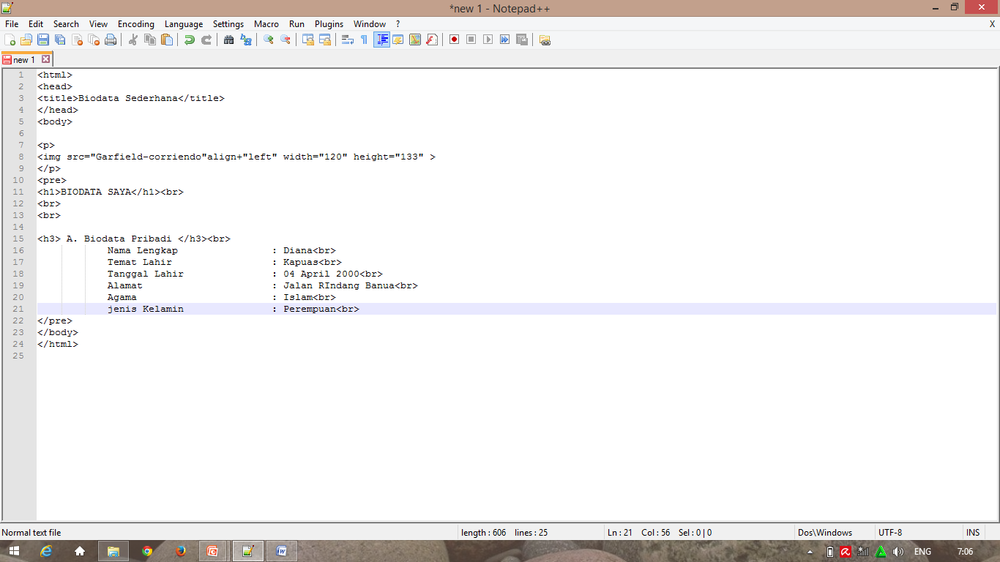 *new 1 - Notepad++
File Edit Search View Encoding Language Settings Macro Run Plugins Window ? X
new 1
1 <html>
2 <head>
3 <title>Biodata Sederhana</title>
4 </head>
5 <body>
6
7 <p>
8 <img src="Garfield-corriendo"align+"left" width="120" height="133" >
9 </p>
10 <pre>
11 <h1>BIODATA SAYA</h1><br>
12 <br>
13 <br>
14
15 <h3> A. Biodata Pribadi </h3><br>
16 Nama Lengkap : Diana<br>
17 Temat Lahir : Kapuas<br>
18 Tanggal Lahir : 04 April 2000<br>
19 Alamat : Jalan RIndang Banua<br>
20 Agama : Islam<br>
21 jenis Kelamin : Perempuan<br>
22 </pre>
23 </body>
24 </html>
25
Normal text file length : 606 lines : 25 Ln : 21 Col : 56 Sel : 0 | 0 Dos\Windows UTF-8 INS
ENG 7:06